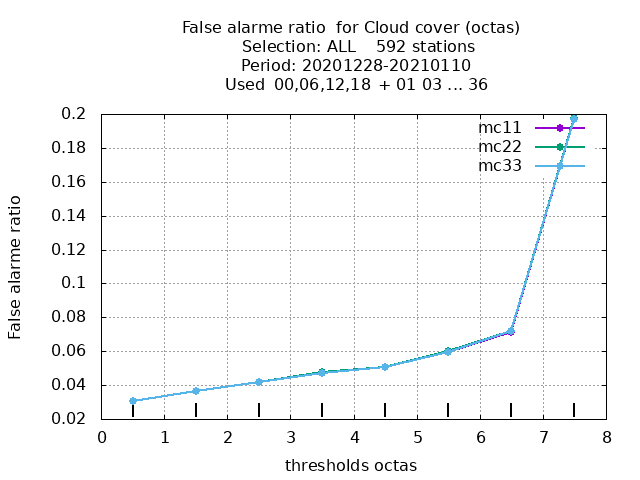 False alarme ratio  for Cloud cover (octas)
Selection: ALL    592 stations
Period: 20201228-20210110
Used  00,06,12,18  + 01 03 ... 36
mc11
mc22
mc33
False alarme ratio
0.2
0.18
0.16
0.14
0.12
0.1
0.08
0.06
0.04
0.02
0 1 2 3 4 5 6 7 8
thresholds octas